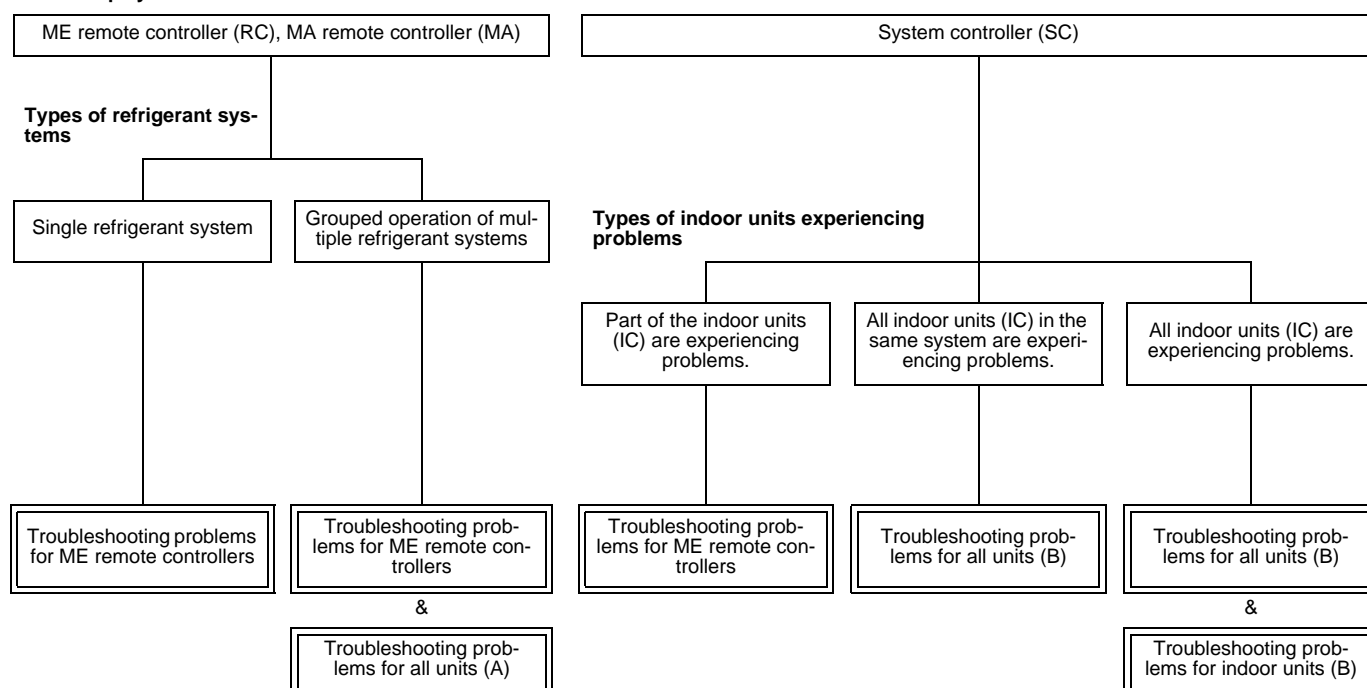 ME remote controller (RC), MA remote controller (MA)
System controller (SC)
Types of refrigerant sys-
tems
Single refrigerant system
Grouped operation of mul-
tiple refrigerant systems
Types of indoor units experiencing
problems
Part of the indoor units
(IC) are experiencing
problems.
All indoor units (IC) in the
same system are experi-
encing problems.
All indoor units (IC) are
experiencing problems.
Troubleshooting problems
for ME remote controllers
Troubleshooting prob-
lems for ME remote con-
trollers
&
Troubleshooting prob-
lems for all units (A)
Troubleshooting prob-
lems for ME remote con-
trollers
Troubleshooting prob-
lems for all units (B)
Troubleshooting prob-
lems for all units (B)
&
Troubleshooting prob-
lems for indoor units (B)